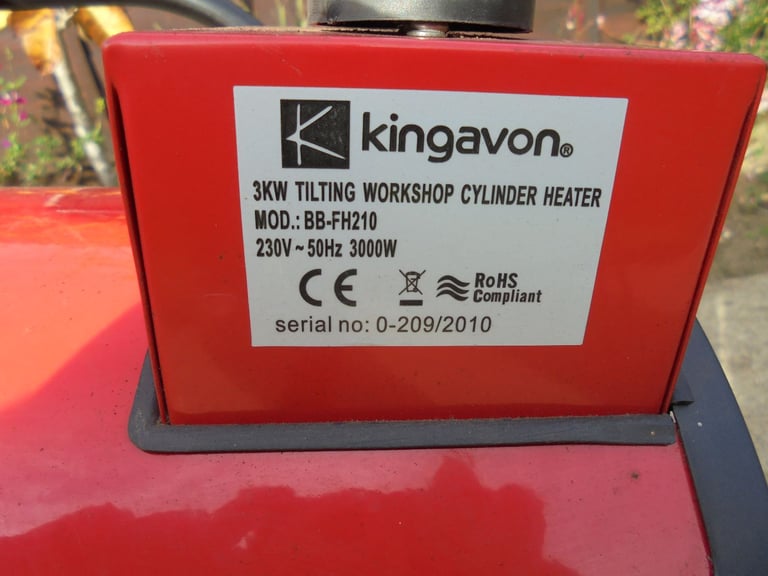 kingavon®
3KW TILTING WORKSHOP CYLINDER HEATER
MOD.: BB-FH210
230V ~ 50Hz 3000W
CE RoHS
Compliant
serial no: 0-209/2010